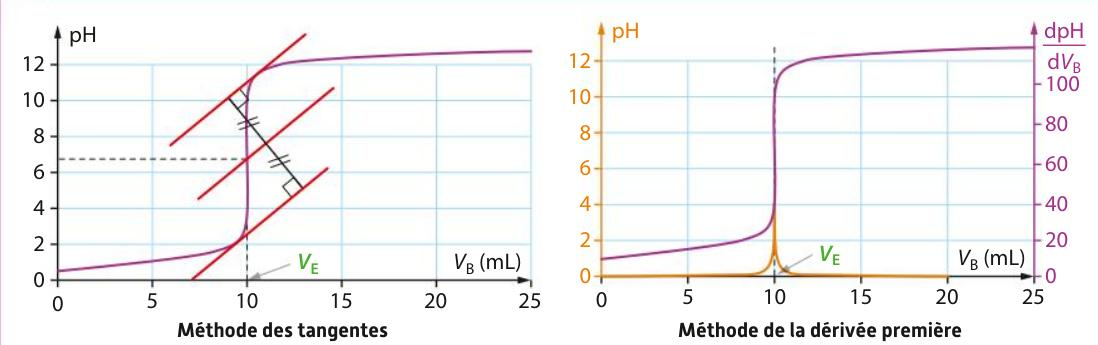 pH
12
10
8
6
4
2
0
0 5 10 15 20 25
V_E
V_B (mL)
Méthode des tangentes
pH
12
10
8
6
4
2
0
0 5 10 15 20 25
dpH
dV_B
100
80
60
40
20
0
V_E
V_B (mL)
Méthode de la dérivée première